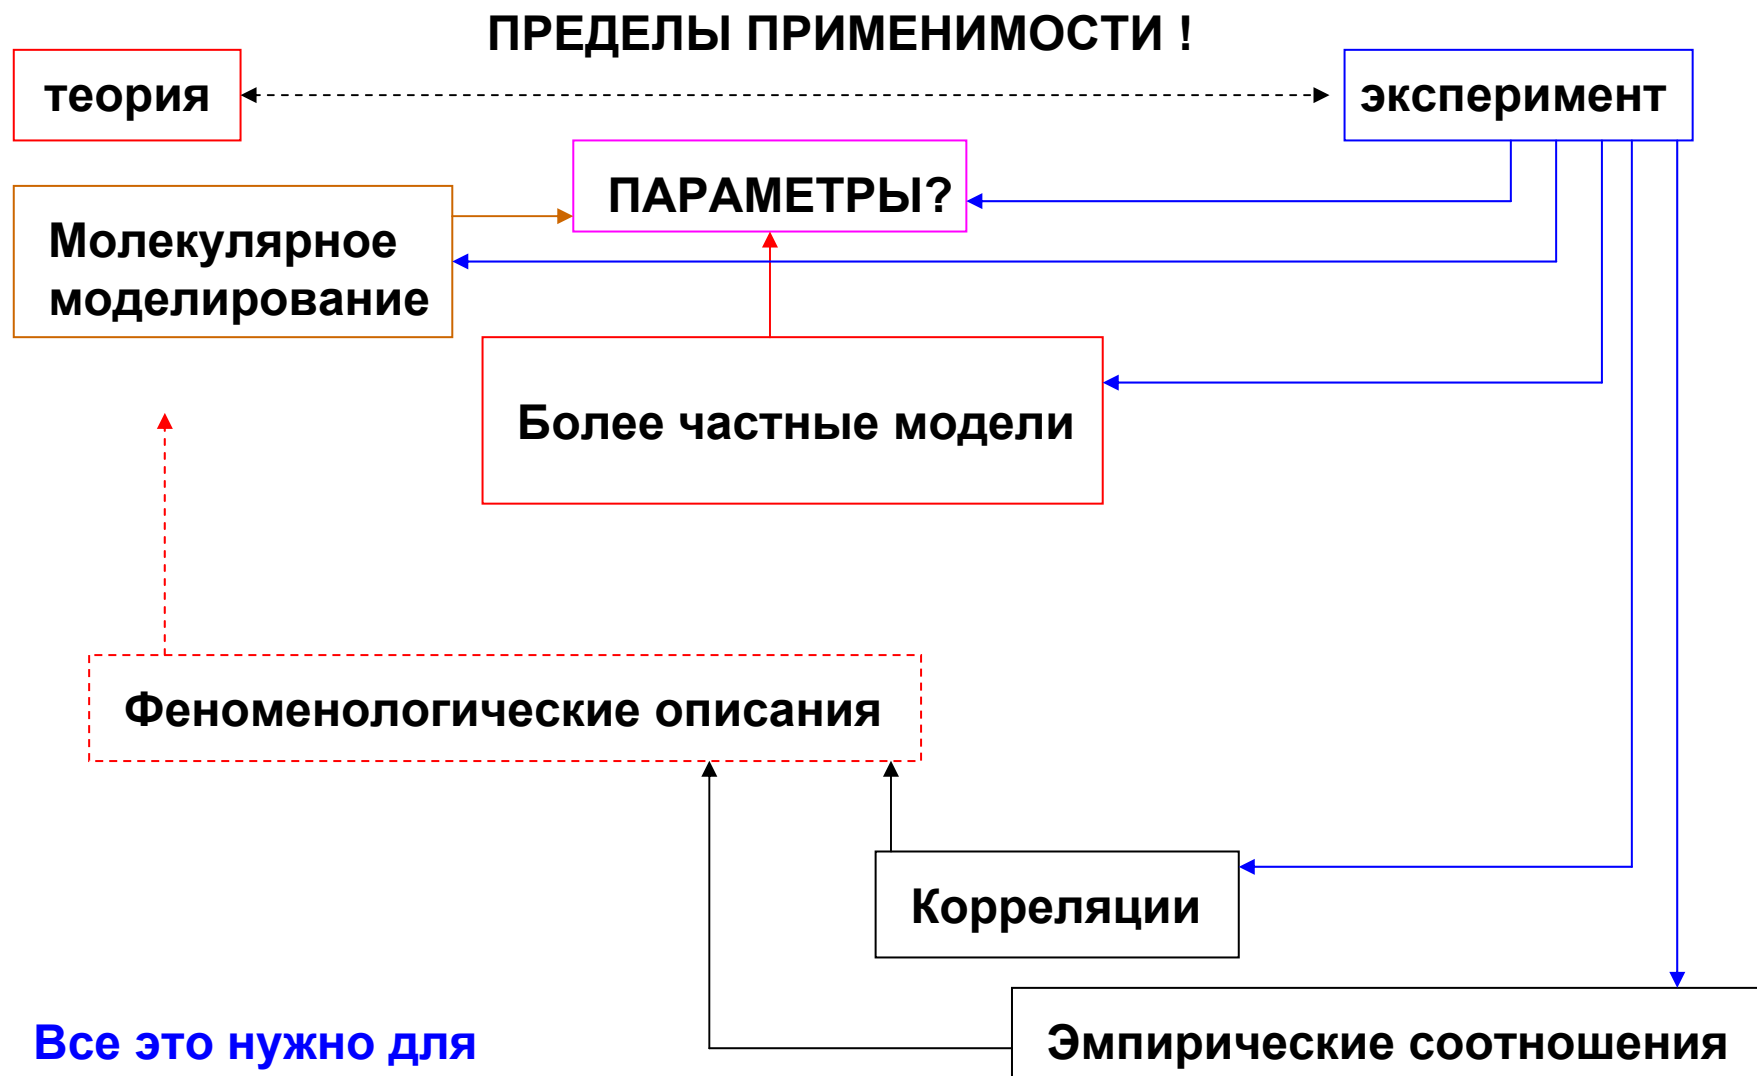 ПРЕДЕЛЫ ПРИМЕНИМОСТИ !
теория
эксперимент
ПАРАМЕТРЫ?
Молекулярное
моделирование
Более частные модели
Феноменологические описания
Корреляции
Все это нужно для
Эмпирические соотношения